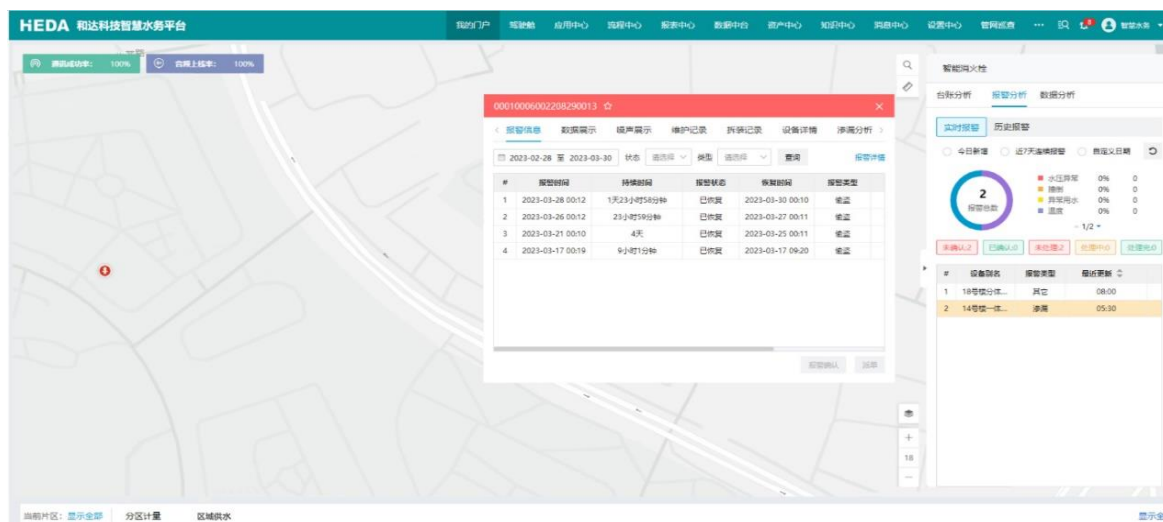 HEDA 和达科技智慧水务平台
我的门户 驾驶舱 应用中心 流程中心 报表中心 数据中台 资产中心 知识中心 消息中心 设置中心 管网巡查 ... 智慧水务
通讯成功率： 100% 音频上线率： 100%
智能消火栓
台账分析 报警分析 数据分析
实时报警 历史报警
今日新增 近7天连续报警 自定义日期
2
报警台数
水压异常 0% 0
撞倒 0% 0
异常用水 0% 0
温度 0% 0
1/2
未确认:2 已确认:0 未处理:2 处理中:0 处理完:0
# 设备别名 报警类型 最近更新
1 18号楼分体... 其它 08:00
2 14号楼一体... 渗漏 05:30
00010006002208290013
报警信息 数据展示 噪声展示 维护记录 拆装记录 设备详情 渗漏分析
2023-02-28 至 2023-03-30 状态 请选择 类型 请选择 查询 报警详情
# 报警时间 持续时间 报警状态 恢复时间 报警类型
1 2023-03-28 00:12 1天23小时58分钟 已恢复 2023-03-30 00:10 偷盗
2 2023-03-26 00:12 23小时59分钟 已恢复 2023-03-27 00:11 偷盗
3 2023-03-21 00:10 4天 已恢复 2023-03-25 00:11 偷盗
4 2023-03-17 00:19 9小时1分钟 已恢复 2023-03-17 09:20 偷盗
报警确认 派单
18
当前片区： 显示全部 分区计量 区域供水
显示全